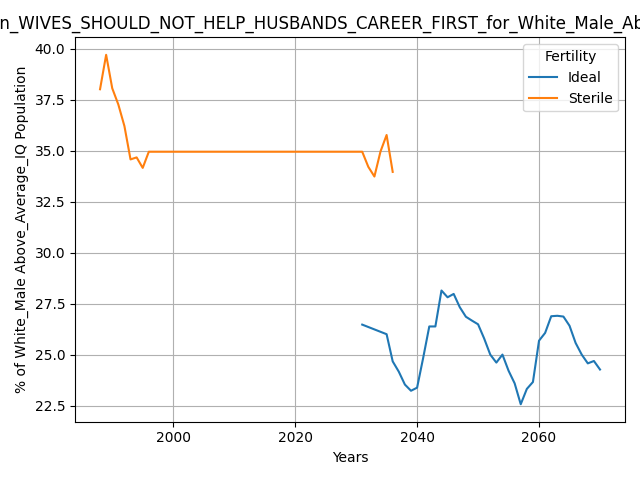 n_WIVES_SHOULD_NOT_HELP_HUSBANDS_CAREER_FIRST_for_White_Male_Ab
Fertility
Ideal
Sterile
% of White_Male Above_Average_IQ Population
40.0
37.5
35.0
32.5
30.0
27.5
25.0
22.5
2000
2020
2040
2060
Years